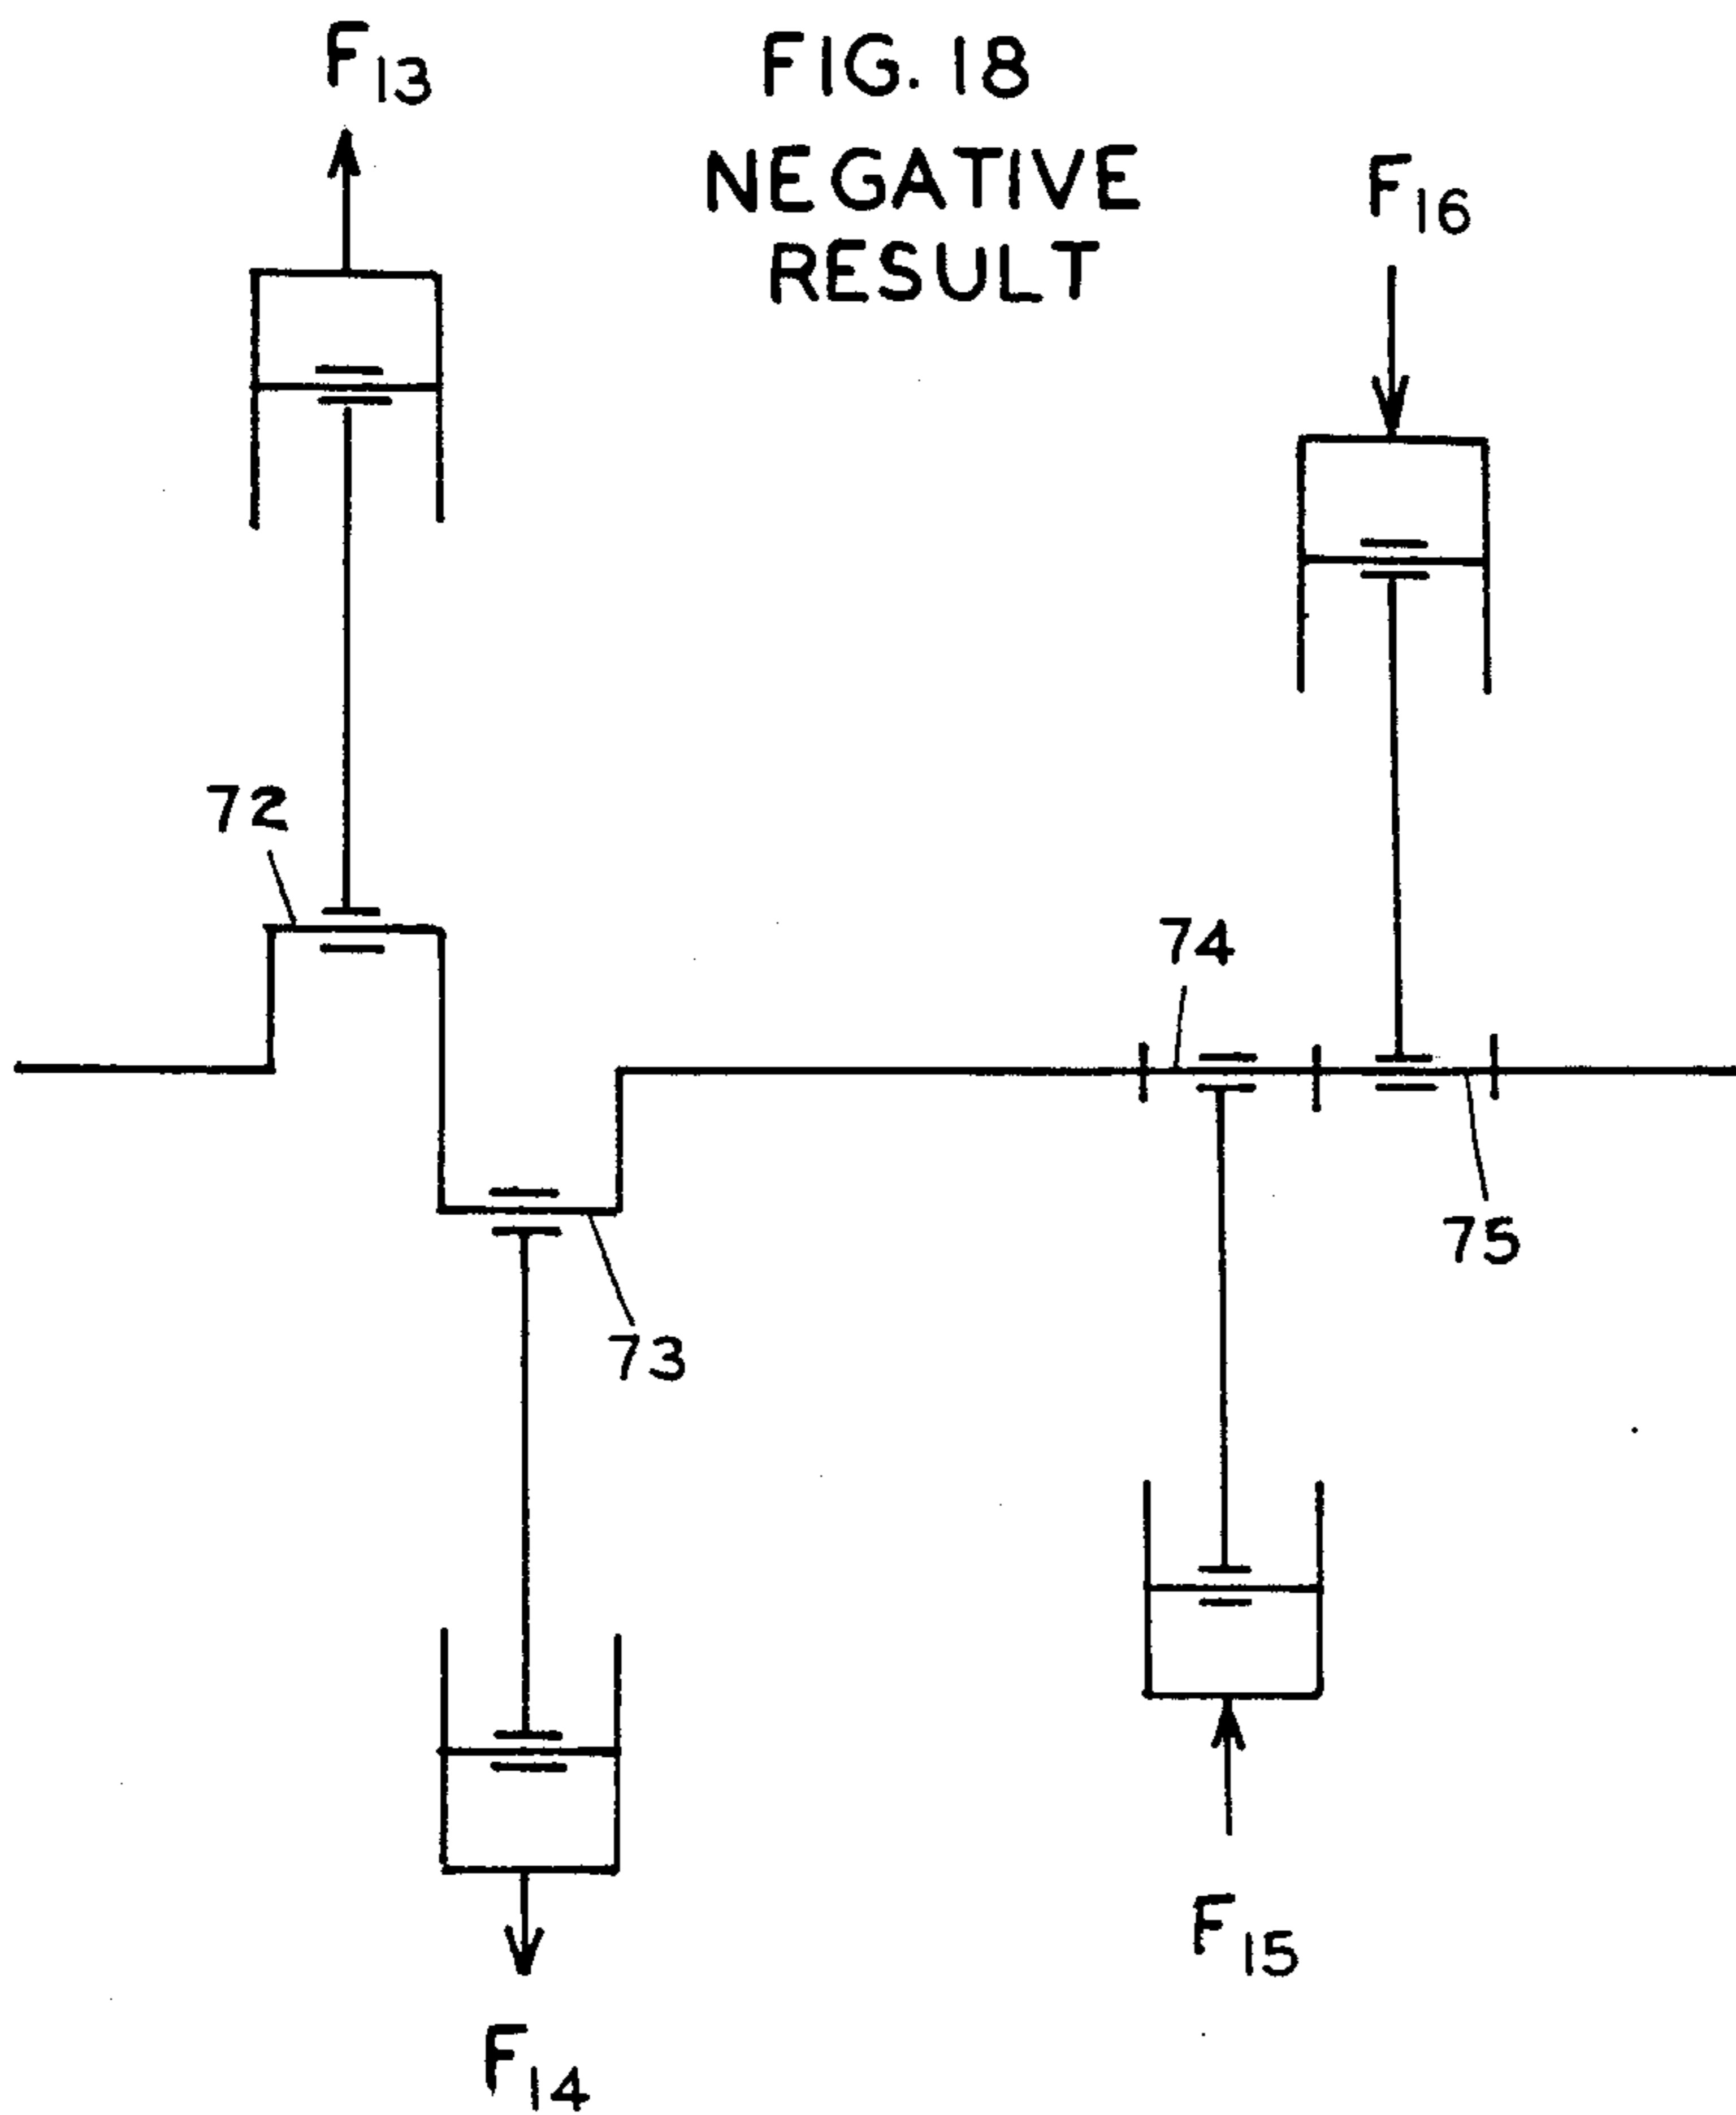 F13
FIG. 18
NEGATIVE
RESULT
F16
72
74
75
73
F15
F14